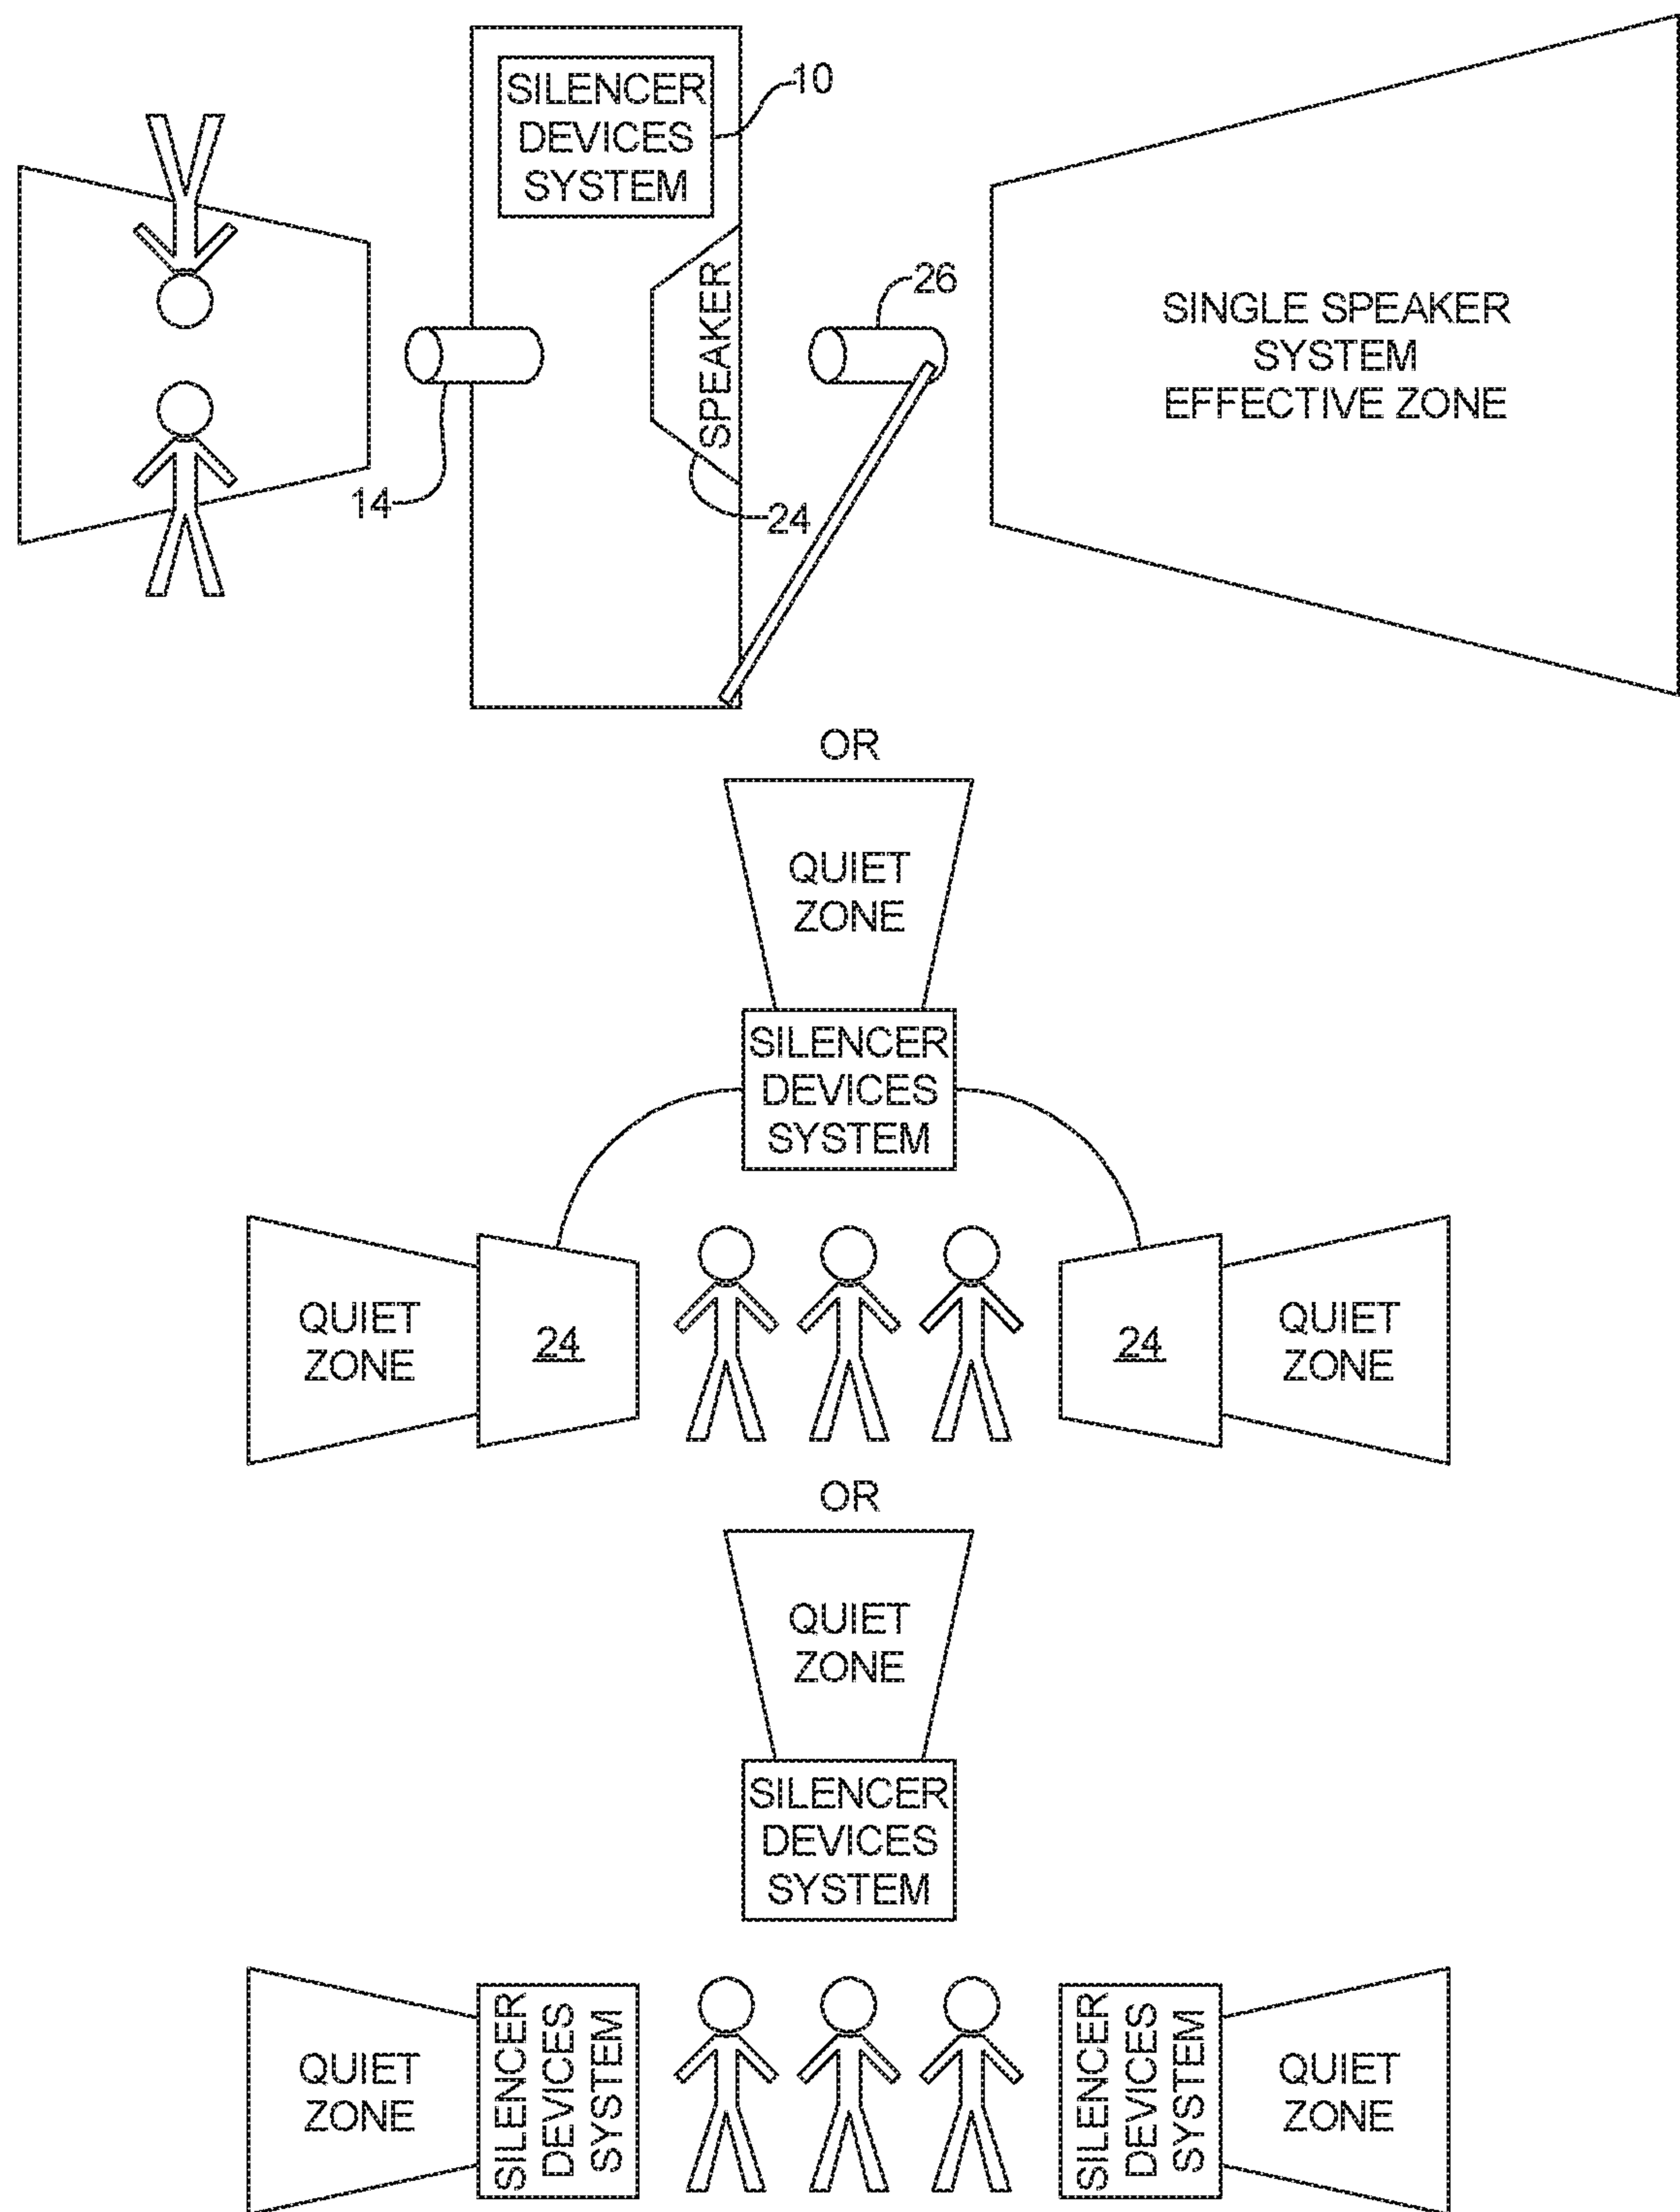 SILENCER
DEVICES
SYSTEM
10
26
SPEAKER
SINGLE SPEAKER
SYSTEM
EFFECTIVE ZONE
14
24
OR
QUIET
ZONE
SILENCER
DEVICES
SYSTEM
QUIET
ZONE
24
24
QUIET
ZONE
OR
QUIET
ZONE
SILENCER
DEVICES
SYSTEM
QUIET
ZONE
SILENCER
DEVICES
SYSTEM
SILENCER
DEVICES
SYSTEM
QUIET
ZONE